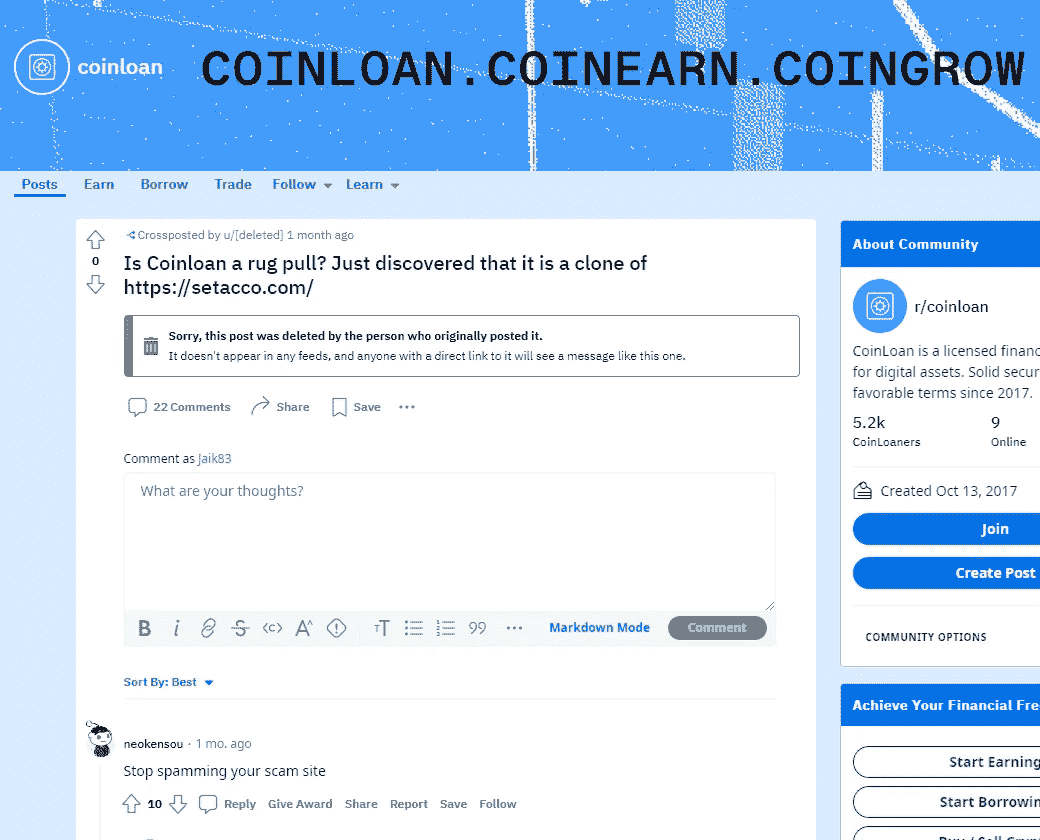 coinloan
COINLOAN.COINEARN.COINGROW
Posts Earn Borrow Trade Follow Learn
Crossposted by u/[deleted] 1 month ago
0
Is Coinloan a rug pull? Just discovered that it is a clone of
https://setacco.com/
Sorry, this post was deleted by the person who originally posted it.
It doesn't appear in any feeds, and anyone with a direct link to it will see a message like this one.
22 Comments Share Save
Comment as Jaik83
What are your thoughts?
Markdown Mode Comment
Sort By: Best
neokensou · 1 mo. ago
Stop spamming your scam site
10 Reply Give Award Share Report Save Follow
About Community
r/coinloan
CoinLoan is a licensed financ
for digital assets. Solid secur
favorable terms since 2017.
5.2k 9
CoinLoaners Online
Created Oct 13, 2017
Join
Create Post
COMMUNITY OPTIONS
Achieve Your Financial Fre
Start Earning
Start Borrowin